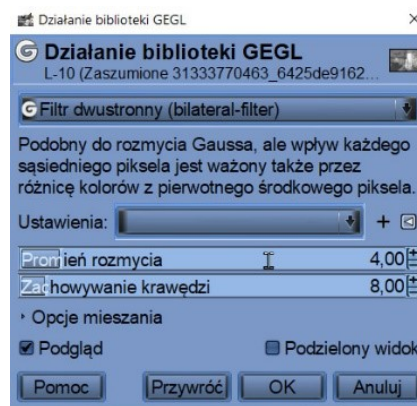 Działanie biblioteki GEGL
Działanie biblioteki GEGL
L-10 (Zaszumione 31333770463_6425de9162...
Filtr dwustronny (bilateral-filter)
Podobny do rozmycia Gaussa, ale wpływ każdego
sąsiedniego piksela jest ważony także przez
różnicę kolorów z pierwotnego środkowego piksela.
Ustawienia:
Promień rozmycia 4,00
Zachowywanie krawędzi 8,00
Opcje mieszania
Podgląd Podzielony widok
Pomoc Przywróć OK Anuluj